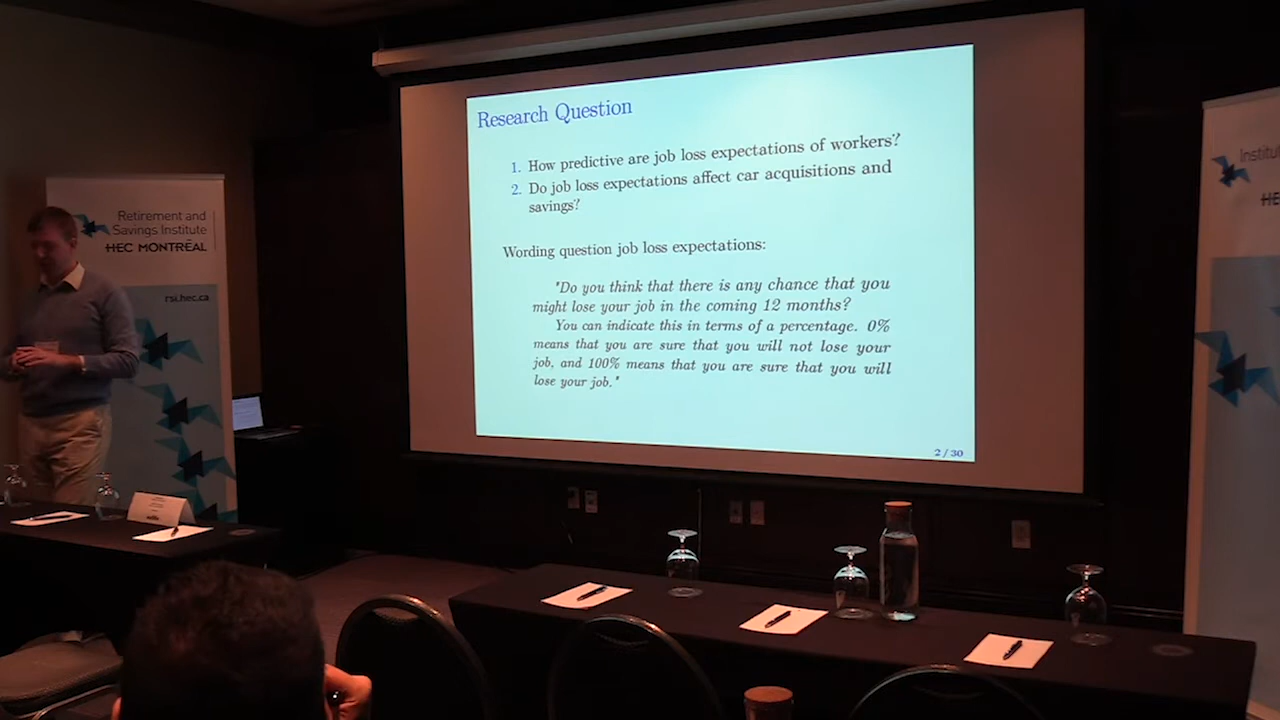 Research Question
1. How predictive are job loss expectations of workers?
2. Do job loss expectations affect car acquisitions and
savings?
Wording question job loss expectations:
"Do you think that there is any chance that you
might lose your job in the coming 12 months?
You can indicate this in terms of a percentage. 0%
means that you are sure that you will not lose your
job, and 100% means that you are sure that you will
lose your job."
2 / 30
Retirement and
Savings Institute
HEC MONTRÉAL
rsi.hec.ca
Institut
HE